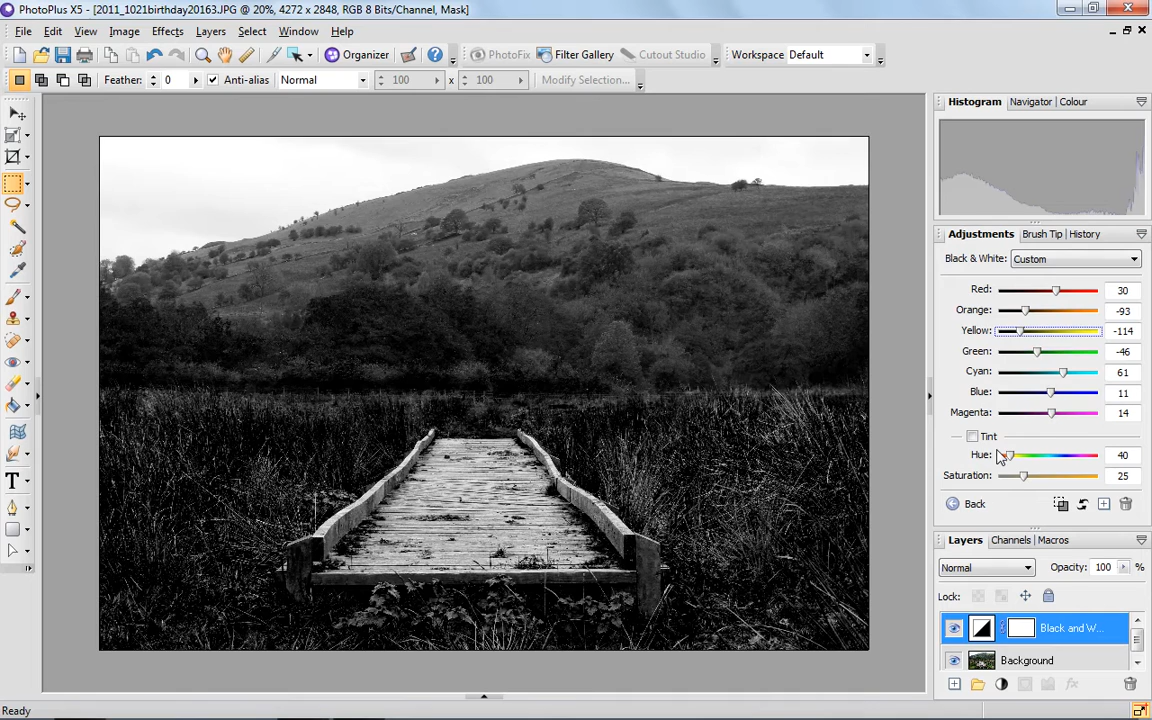 PhotoPlus X5 - [2011_1021birthday20163.JPG @ 20%, 4272 x 2848, RGB 8 Bits/Channel, Mask]
File Edit View Image Effects Layers Select Window Help
Organizer PhotoFix Filter Gallery Cutout Studio Workspace Default
Feather: 0 Anti-alias Normal 100 x 100 Modify Selection...
Histogram Navigator Colour
Adjustments Brush Tip History
Black & White: Custom
Red: 30
Orange: -93
Yellow: -114
Green: -46
Cyan: 61
Blue: 11
Magenta: 14
Tint
Hue: 40
Saturation: 25
Back
Layers Channels Macros
Normal Opacity: 100 %
Lock:
Black and W...
Background
Ready